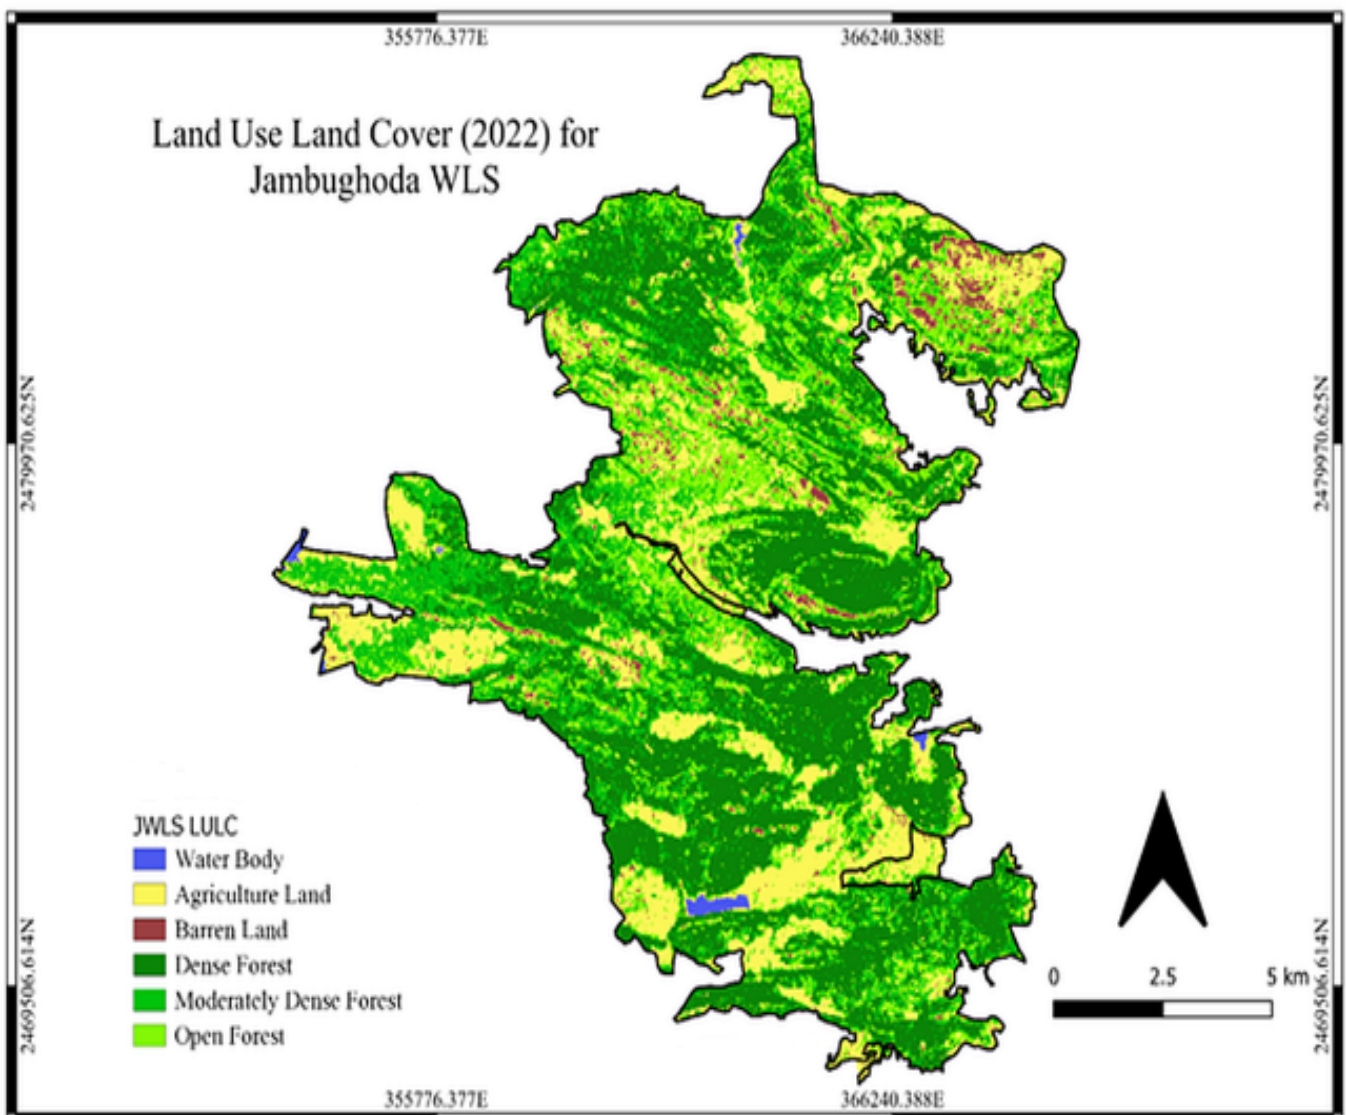 355776.377E 366240.388E
Land Use Land Cover (2022) for
Jambughoda WLS
2479970.625N 2479970.625N
JWLS LULC
Water Body
Agriculture Land
Barren Land
Dense Forest
Moderately Dense Forest
Open Forest
0 2.5 5 km
2469506.614N 2469506.614N
355776.377E 366240.388E